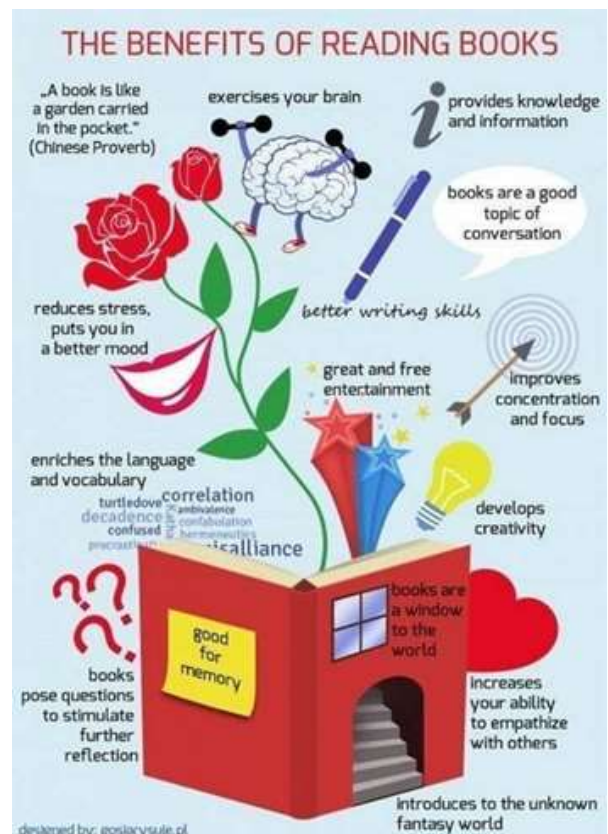 THE BENEFITS OF READING BOOKS
„A book is like
a garden carried
in the pocket.”
(Chinese Proverb)
exercises your brain
provides knowledge
and information
books are a good
topic of
conversation
better writing skills
reduces stress,
puts you in
a better mood
great and free
entertainment
improves
concentration
and focus
enriches the language
and vocabulary
turtledove
correlation
decadence
ambivalence
confabulation
confused
hermeneutics
develops
creativity
good
for
memory
books are
a window
to the
world
books
pose questions
to stimulate
further
reflection
increases
your ability
to empathize
with others
introduces to the unknown
fantasy world
designed by: gosiarysuje.pl